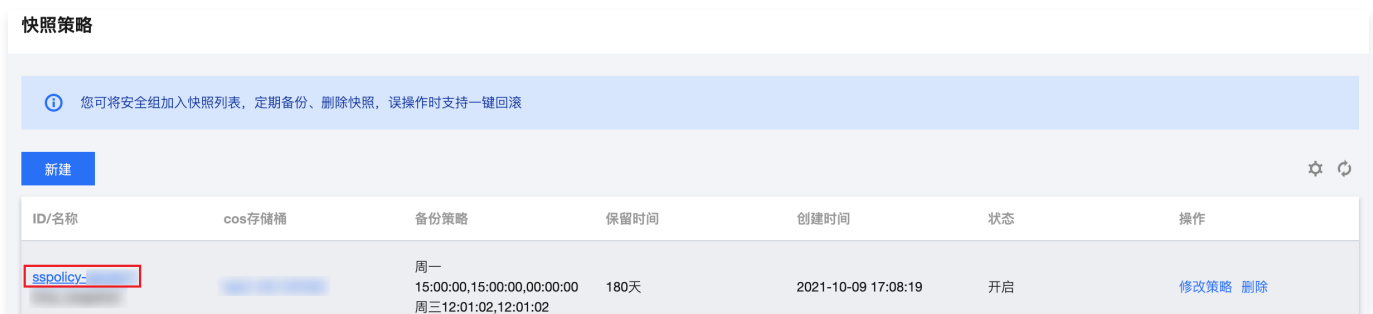 快照策略
您可将安全组加入快照列表，定期备份、删除快照，误操作时支持一键回滚
新建
ID/名称 cos存储桶 备份策略 保留时间 创建时间 状态 操作
周一
sspolicy- 15:00:00,15:00:00,00:00:00 180天 2021-10-09 17:08:19 开启 修改策略 删除
周三12:01:02,12:01:02